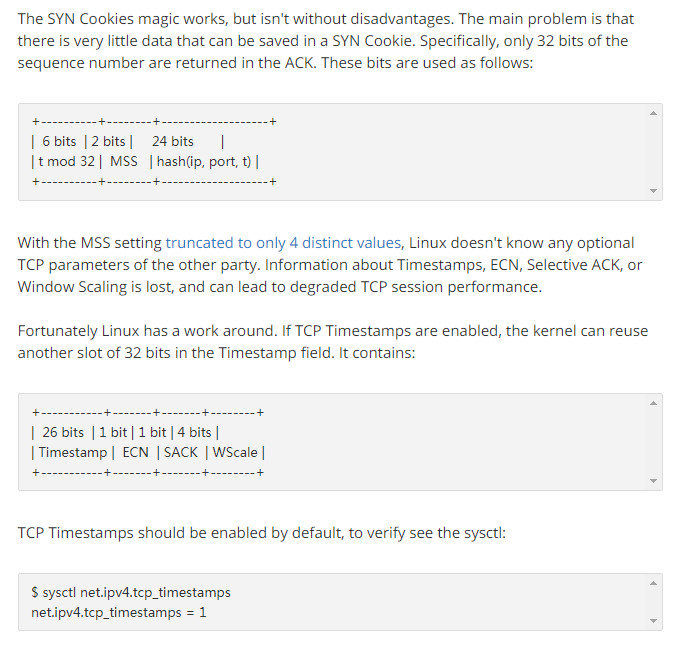 The SYN Cookies magic works, but isn't without disadvantages. The main problem is that
there is very little data that can be saved in a SYN Cookie. Specifically, only 32 bits of the
sequence number are returned in the ACK. These bits are used as follows:
+----------+--------+-------------------+
| 6 bits | 2 bits | 24 bits |
| t mod 32 | MSS | hash(ip, port, t) |
+----------+--------+-------------------+
With the MSS setting truncated to only 4 distinct values, Linux doesn't know any optional
TCP parameters of the other party. Information about Timestamps, ECN, Selective ACK, or
Window Scaling is lost, and can lead to degraded TCP session performance.
Fortunately Linux has a work around. If TCP Timestamps are enabled, the kernel can reuse
another slot of 32 bits in the Timestamp field. It contains:
+-----------+-------+-------+--------+
| 26 bits | 1 bit | 1 bit | 4 bits |
| Timestamp | ECN | SACK | WScale |
+-----------+-------+-------+--------+
TCP Timestamps should be enabled by default, to verify see the sysctl:
$ sysctl net.ipv4.tcp_timestamps
net.ipv4.tcp_timestamps = 1